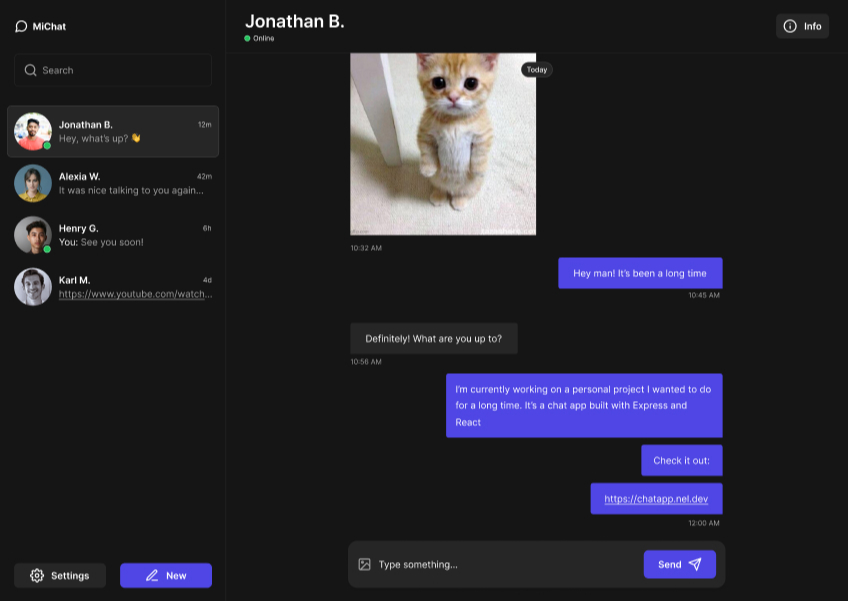 MiChat
Search
Jonathan B.
12m
Hey, what's up? 👋
Alexia W.
42m
It was nice talking to you again...
Henry G.
6h
You: See you soon!
Karl M.
4d
https://www.youtube.com/watch...
Settings
New
Jonathan B.
Online
Info
Today
10:32 AM
Hey man! It's been a long time
10:45 AM
Definitely! What are you up to?
10:56 AM
I'm currently working on a personal project I wanted to do
for a long time. It's a chat app built with Express and
React
Check it out:
https://chatapp.nel.dev
12:00 AM
Type something...
Send